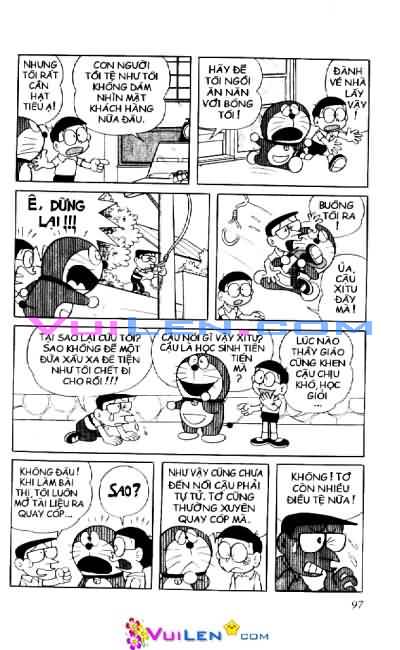 NHƯNG
TÔI RẤT
CẦN
HẠT
TIÊU Ạ!
CON NGƯỜI
TỒI TỆ NHƯ TÔI
KHÔNG DÁM
NHÌN MẶT
KHÁCH HÀNG
NỮA ĐÂU.
HÃY ĐỂ
TÔI NGỒI
ĂN NĂN
VỚI BÓNG
TỐI!
ĐÀNH
VỀ NHÀ
LẤY
VẬY!
Ê, DỪNG
LẠI!!!
BUÔNG
TÔI RA!
ÚA,
CẬU
XITU
ĐÂY
MÀ!
TẠI SAO LẠI CỨU TÔI?
SAO KHÔNG ĐỂ MỘT
ĐỨA XẤU XA ĐÊ TIỆN
NHƯ TÔI CHẾT ĐI
CHO RỒI!!!
CẬU NÓI GÌ VẬY XITU?
CẬU LÀ HỌC SINH TIÊN
TIẾN
MÀ?
LÚC NÀO
THẦY GIÁO
CŨNG KHEN
CẬU CHỊU
KHÓ, HỌC
GIỎI
....
VUILEN.COM
KHÔNG ĐÂU!
KHI LÀM BÀI
THI, TÔI LUÔN
MỞ TÀI LIỆU RA
QUAY CÓP...
SAO?
NHƯ VẬY CŨNG CHƯA
ĐẾN NỖI CẬU PHẢI
TỰ TỬ. TỚ CŨNG
THƯỜNG XUYÊN
QUAY CÓP MÀ.
KHÔNG! TỚ
CÒN NHIỀU
ĐIỀU TỆ NỮA!
97
VUILEN.COM